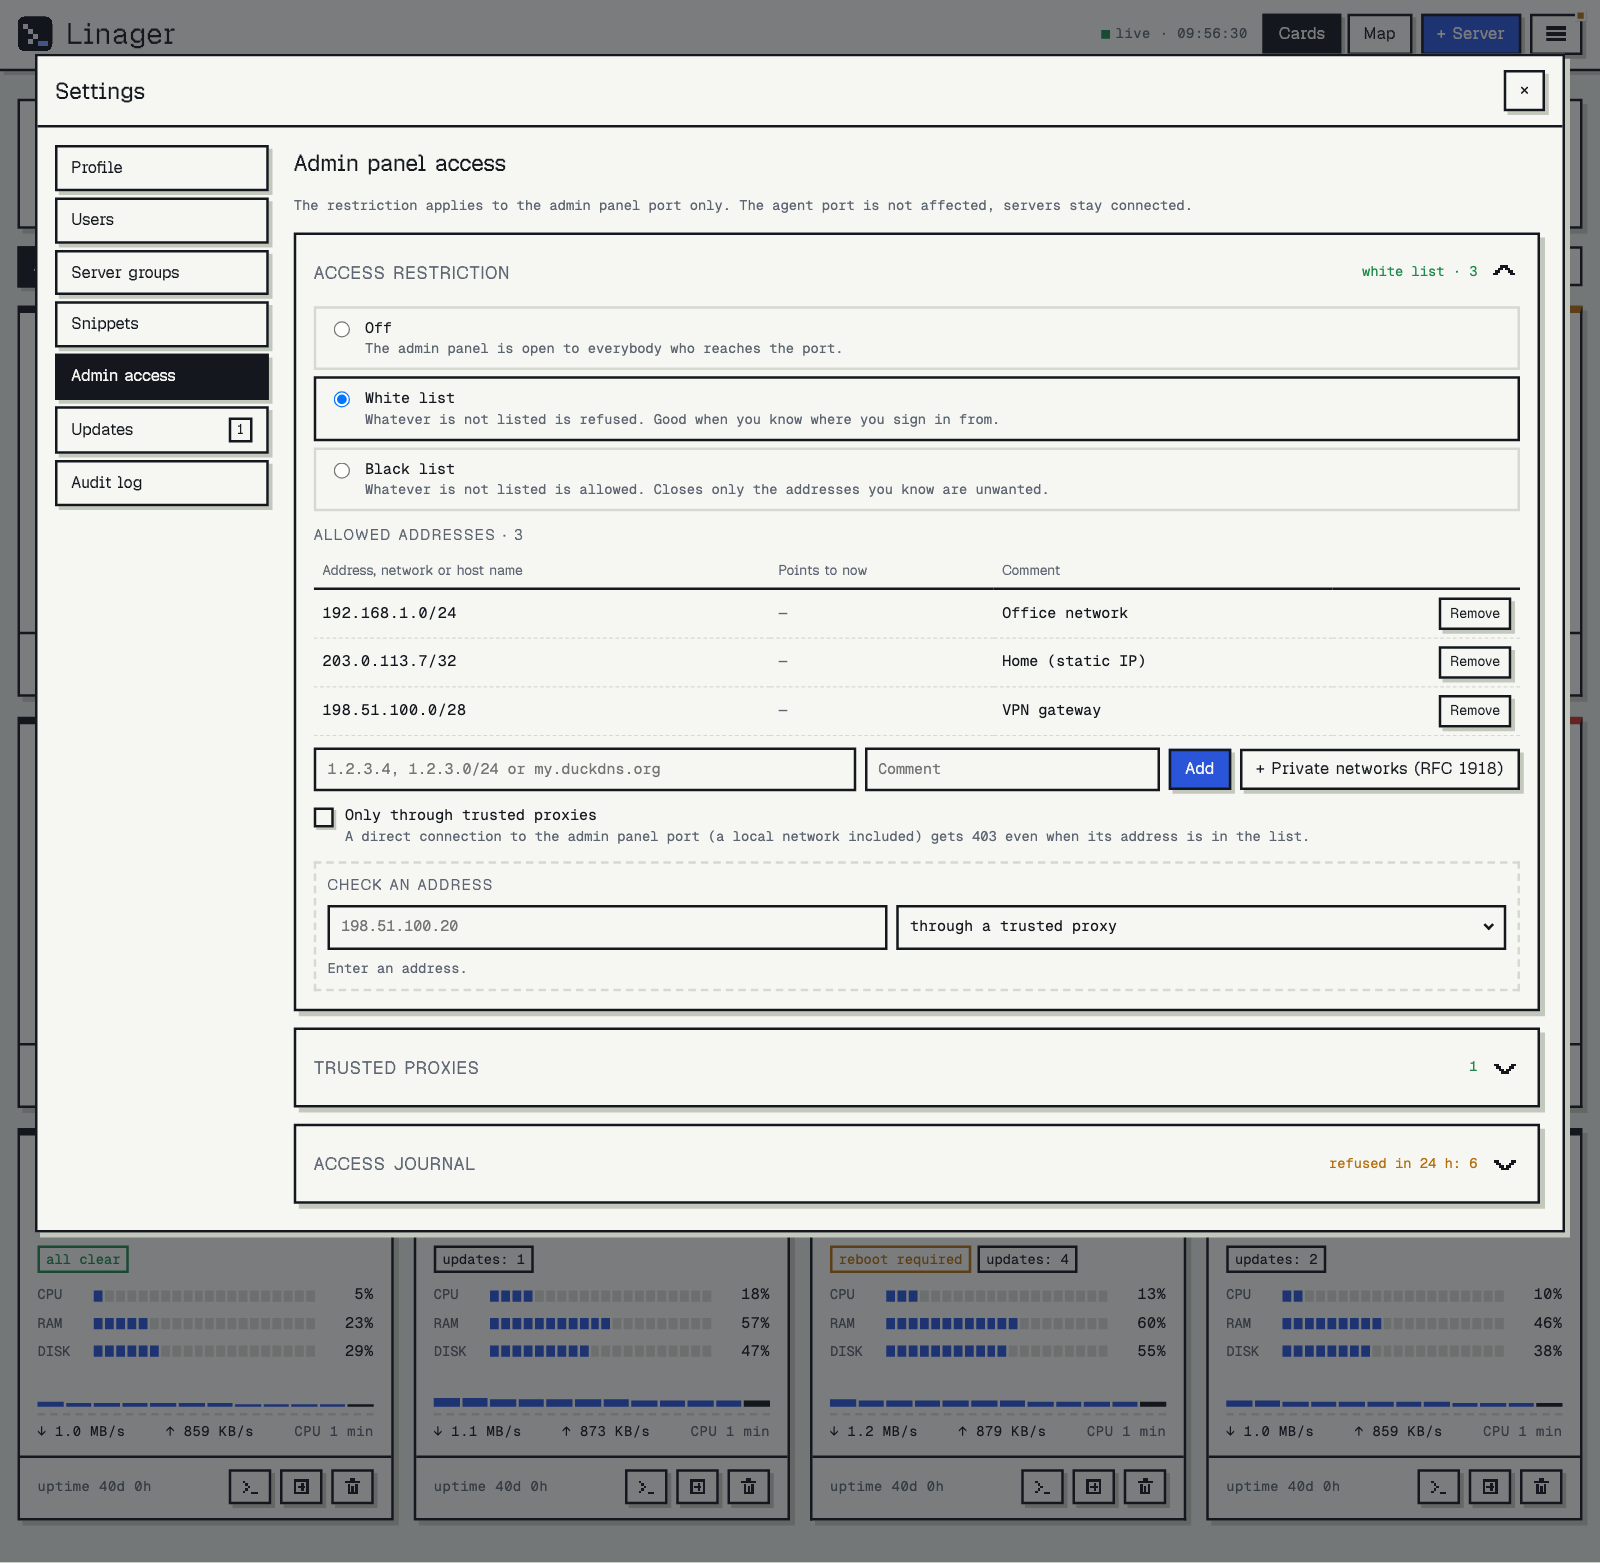 Linager
live · 09:56:30
Cards
Map
+ Server
Settings
×
Profile
Users
Server groups
Snippets
Admin access
Updates
1
Audit log
Admin panel access
The restriction applies to the admin panel port only. The agent port is not affected, servers stay connected.
ACCESS RESTRICTION
white list · 3
Off
The admin panel is open to everybody who reaches the port.
White list
Whatever is not listed is refused. Good when you know where you sign in from.
Black list
Whatever is not listed is allowed. Closes only the addresses you know are unwanted.
ALLOWED ADDRESSES · 3
Address, network or host name Points to now Comment
192.168.1.0/24 — Office network Remove
203.0.113.7/32 — Home (static IP) Remove
198.51.100.0/28 — VPN gateway Remove
1.2.3.4, 1.2.3.0/24 or my.duckdns.org Comment Add + Private networks (RFC 1918)
Only through trusted proxies
A direct connection to the admin panel port (a local network included) gets 403 even when its address is in the list.
CHECK AN ADDRESS
198.51.100.20 through a trusted proxy
Enter an address.
TRUSTED PROXIES
1
ACCESS JOURNAL
refused in 24 h: 6
all clear
CPU 5%
RAM 23%
DISK 29%
↓ 1.0 MB/s ↑ 859 KB/s CPU 1 min
uptime 40d 0h
updates: 1
CPU 18%
RAM 57%
DISK 47%
↓ 1.1 MB/s ↑ 873 KB/s CPU 1 min
uptime 40d 0h
reboot required updates: 4
CPU 13%
RAM 60%
DISK 55%
↓ 1.2 MB/s ↑ 879 KB/s CPU 1 min
uptime 40d 0h
updates: 2
CPU 10%
RAM 46%
DISK 38%
↓ 1.0 MB/s ↑ 859 KB/s CPU 1 min
uptime 40d 0h